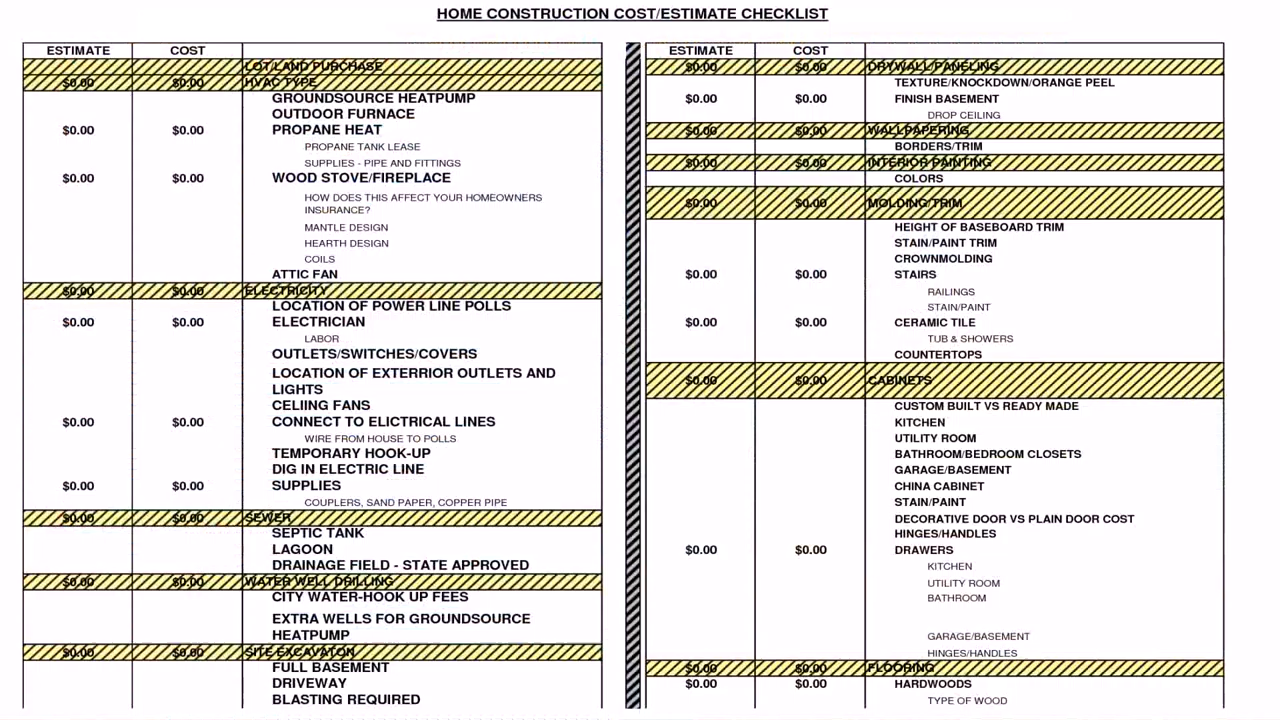 HOME CONSTRUCTION COST/ESTIMATE CHECKLIST
ESTIMATE COST
LOT/LAND PURCHASE
$0.00 $0.00 HVAC TYPE
GROUNDSOURCE HEATPUMP
OUTDOOR FURNACE
$0.00 $0.00 PROPANE HEAT
PROPANE TANK LEASE
SUPPLIES - PIPE AND FITTINGS
$0.00 $0.00 WOOD STOVE/FIREPLACE
HOW DOES THIS AFFECT YOUR HOMEOWNERS
INSURANCE?
MANTLE DESIGN
HEARTH DESIGN
COILS
ATTIC FAN
$0.00 $0.00 ELECTRICITY
LOCATION OF POWER LINE POLLS
$0.00 $0.00 ELECTRICIAN
LABOR
OUTLETS/SWITCHES/COVERS
LOCATION OF EXTERRIOR OUTLETS AND
LIGHTS
CELIING FANS
$0.00 $0.00 CONNECT TO ELICTRICAL LINES
WIRE FROM HOUSE TO POLLS
TEMPORARY HOOK-UP
DIG IN ELECTRIC LINE
$0.00 $0.00 SUPPLIES
COUPLERS, SAND PAPER, COPPER PIPE
$0.00 $0.00 SEWER
SEPTIC TANK
LAGOON
DRAINAGE FIELD - STATE APPROVED
$0.00 $0.00 WATER WELL DRILLING
CITY WATER-HOOK UP FEES
EXTRA WELLS FOR GROUNDSOURCE
HEATPUMP
$0.00 $0.00 SITE EXCAVATON
FULL BASEMENT
DRIVEWAY
BLASTING REQUIRED
ESTIMATE COST
$0.00 $0.00 DRYWALL/PANELING
TEXTURE/KNOCKDOWN/ORANGE PEEL
$0.00 $0.00 FINISH BASEMENT
DROP CEILING
$0.00 $0.00 WALLPAPERING
BORDERS/TRIM
$0.00 $0.00 INTERIOR PAINTING
COLORS
$0.00 $0.00 MOLDING/TRIM
HEIGHT OF BASEBOARD TRIM
STAIN/PAINT TRIM
CROWNMOLDING
$0.00 $0.00 STAIRS
RAILINGS
STAIN/PAINT
$0.00 $0.00 CERAMIC TILE
TUB & SHOWERS
COUNTERTOPS
$0.00 $0.00 CABINETS
CUSTOM BUILT VS READY MADE
KITCHEN
UTILITY ROOM
BATHROOM/BEDROOM CLOSETS
GARAGE/BASEMENT
CHINA CABINET
STAIN/PAINT
DECORATIVE DOOR VS PLAIN DOOR COST
HINGES/HANDLES
$0.00 $0.00 DRAWERS
KITCHEN
UTILITY ROOM
BATHROOM
GARAGE/BASEMENT
HINGES/HANDLES
$0.00 $0.00 FLOORING
$0.00 $0.00 HARDWOODS
TYPE OF WOOD